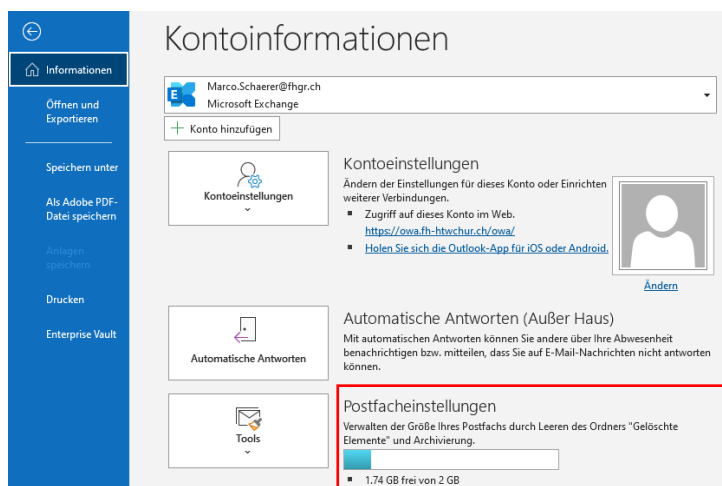 Kontoinformationen
Informationen
Öffnen und
Exportieren
Speichern unter
Als Adobe PDF-
Datei speichern
Anlagen
speichern
Drucken
Enterprise Vault
Marco.Schaerer@fhgr.ch
Microsoft Exchange
Konto hinzufügen
Kontoeinstellungen
Kontoeinstellungen
Ändern der Einstellungen für dieses Konto oder Einrichten
weiterer Verbindungen.
Zugriff auf dieses Konto im Web.
https://owa.fh-htwchur.ch/owa/
Holen Sie sich die Outlook-App für iOS oder Android.
Ändern
Automatische Antworten
Automatische Antworten (Außer Haus)
Mit automatischen Antworten können Sie andere über Ihre Abwesenheit
benachrichtigen bzw. mitteilen, dass Sie auf E-Mail-Nachrichten nicht antworten
können.
Tools
Postfacheinstellungen
Verwalten der Größe Ihres Postfachs durch Leeren des Ordners "Gelöschte
Elemente" und Archivierung.
1.74 GB frei von 2 GB